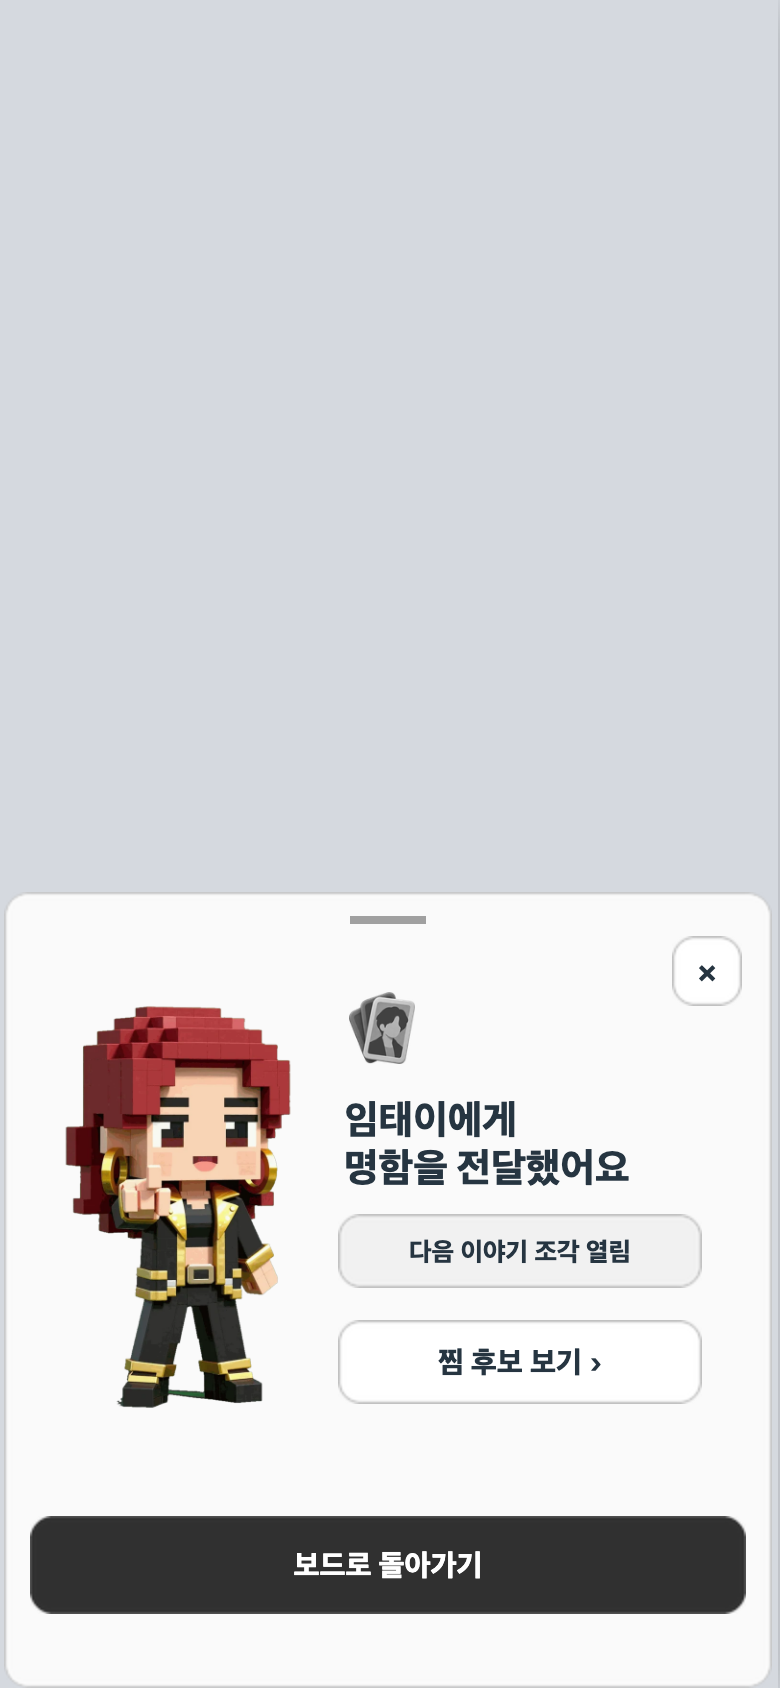 ×
임태이에게
명함을 전달했어요
다음 이야기 조각 열림
찜 후보 보기 ›
보드로 돌아가기